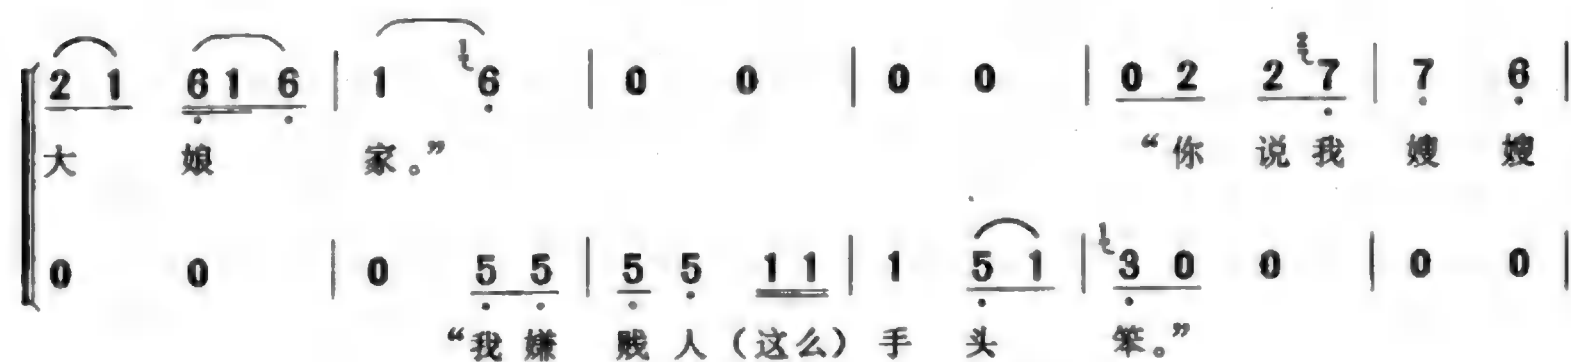 2 1 6 1 6 | 1 6 | 0 0 | 0 0 | 0 2 2 7 | 7 6 |
大 娘 家。” “你 说 我 嫂 嫂
0 0 | 0 5 5 | 5 5 1 1 | 1 5 1 | 3 0 0 | 0 0 |
“我 嫌 贱 人 (这 么) 手 头 笨。”